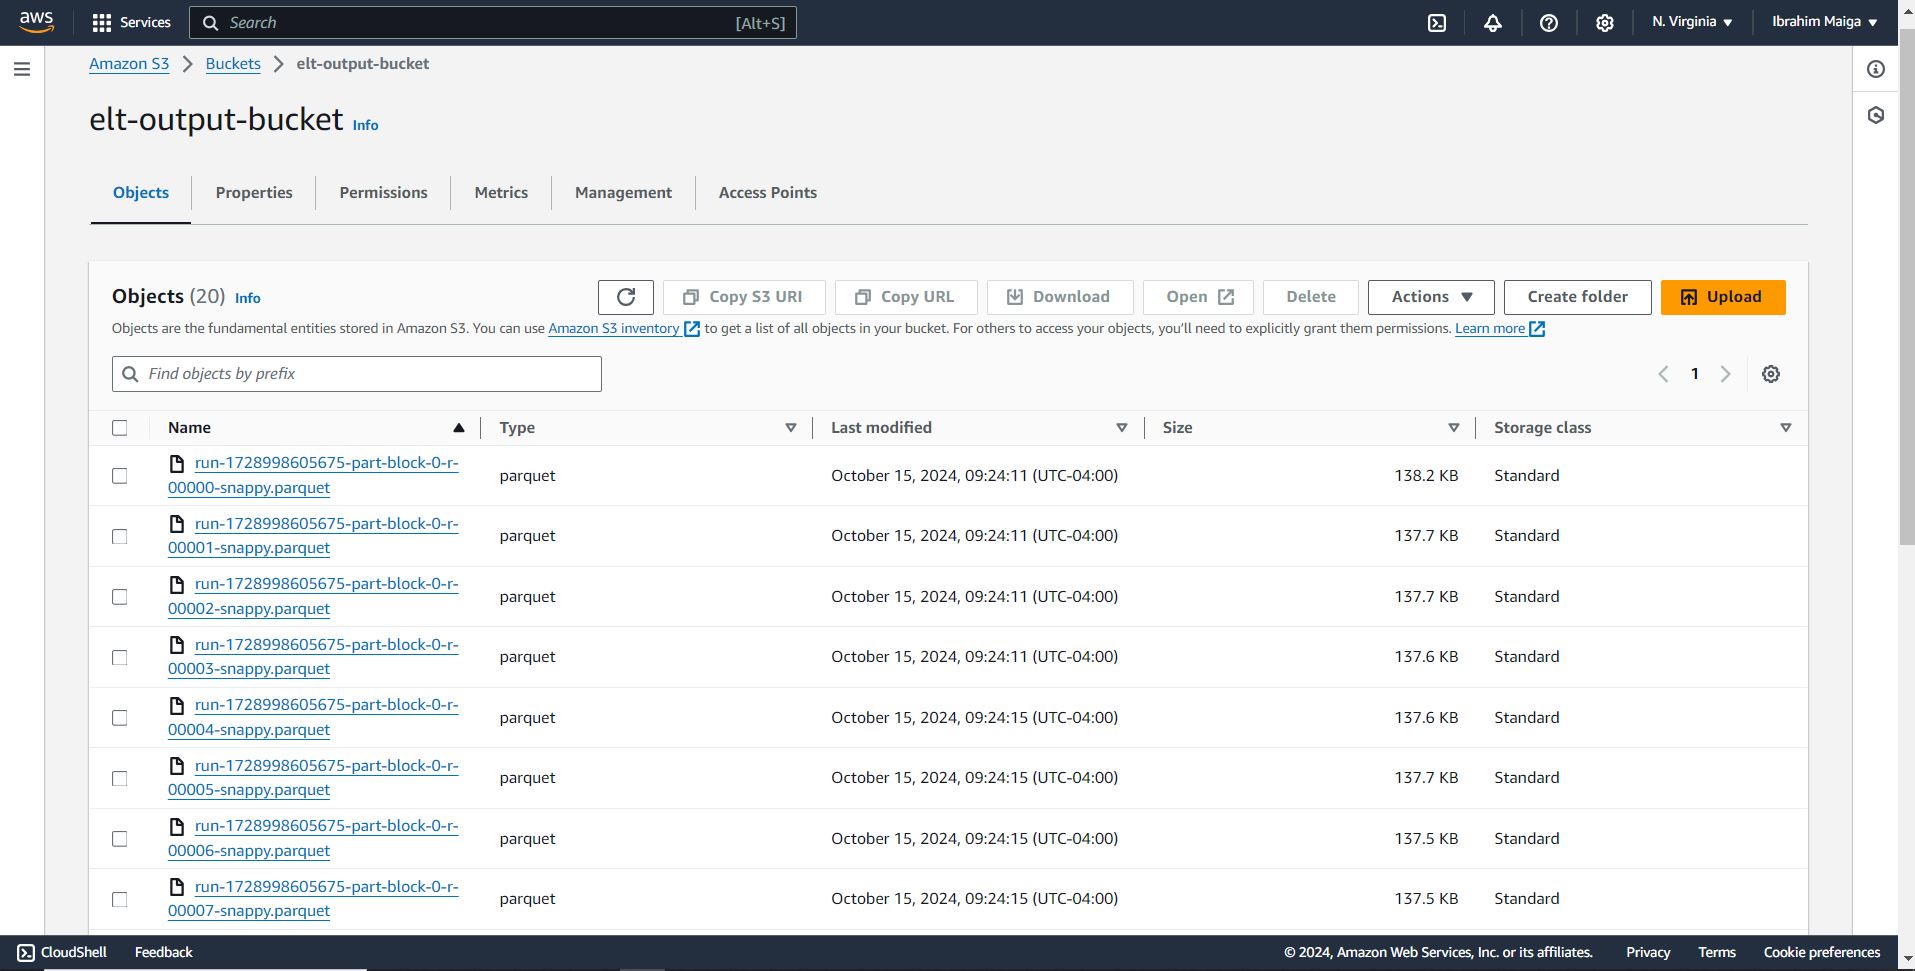 aws Services Search [Alt+S] N. Virginia Ibrahim Maiga
Amazon S3 Buckets elt-output-bucket
elt-output-bucket Info
Objects Properties Permissions Metrics Management Access Points
Objects (20) Info Copy S3 URI Copy URL Download Open Delete Actions Create folder Upload
Objects are the fundamental entities stored in Amazon S3. You can use Amazon S3 inventory to get a list of all objects in your bucket. For others to access your objects, you'll need to explicitly grant them permissions. Learn more
Find objects by prefix 1
Name Type Last modified Size Storage class
run-1728998605675-part-block-0-r-
00000-snappy.parquet parquet October 15, 2024, 09:24:11 (UTC-04:00) 138.2 KB Standard
run-1728998605675-part-block-0-r-
00001-snappy.parquet parquet October 15, 2024, 09:24:11 (UTC-04:00) 137.7 KB Standard
run-1728998605675-part-block-0-r-
00002-snappy.parquet parquet October 15, 2024, 09:24:11 (UTC-04:00) 137.7 KB Standard
run-1728998605675-part-block-0-r-
00003-snappy.parquet parquet October 15, 2024, 09:24:11 (UTC-04:00) 137.6 KB Standard
run-1728998605675-part-block-0-r-
00004-snappy.parquet parquet October 15, 2024, 09:24:15 (UTC-04:00) 137.6 KB Standard
run-1728998605675-part-block-0-r-
00005-snappy.parquet parquet October 15, 2024, 09:24:15 (UTC-04:00) 137.7 KB Standard
run-1728998605675-part-block-0-r-
00006-snappy.parquet parquet October 15, 2024, 09:24:15 (UTC-04:00) 137.5 KB Standard
run-1728998605675-part-block-0-r-
00007-snappy.parquet parquet October 15, 2024, 09:24:15 (UTC-04:00) 137.5 KB Standard
CloudShell Feedback © 2024, Amazon Web Services, Inc. or its affiliates. Privacy Terms Cookie preferences